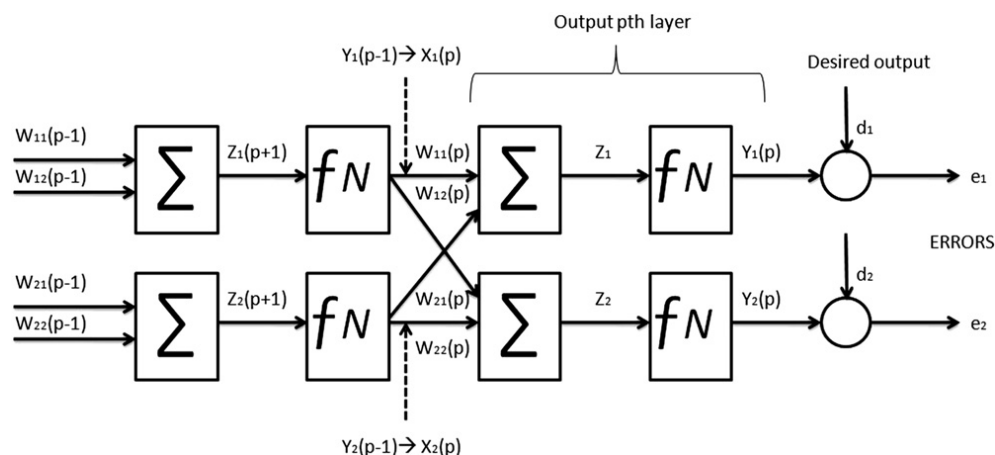 Output pth layer
Y₁(p-1)→ X₁(p)
Desired output
W₁₁(p-1)
W₁₂(p-1)
Σ
Z₁(p+1)
fN
W₁₁(p)
W₁₂(p)
Σ
Z₁
fN
Y₁(p)
d₁
e₁
ERRORS
W₂₁(p-1)
W₂₂(p-1)
Σ
Z₂(p+1)
fN
W₂₁(p)
W₂₂(p)
Σ
Z₂
fN
Y₂(p)
d₂
e₂
Y₂(p-1)→ X₂(p)